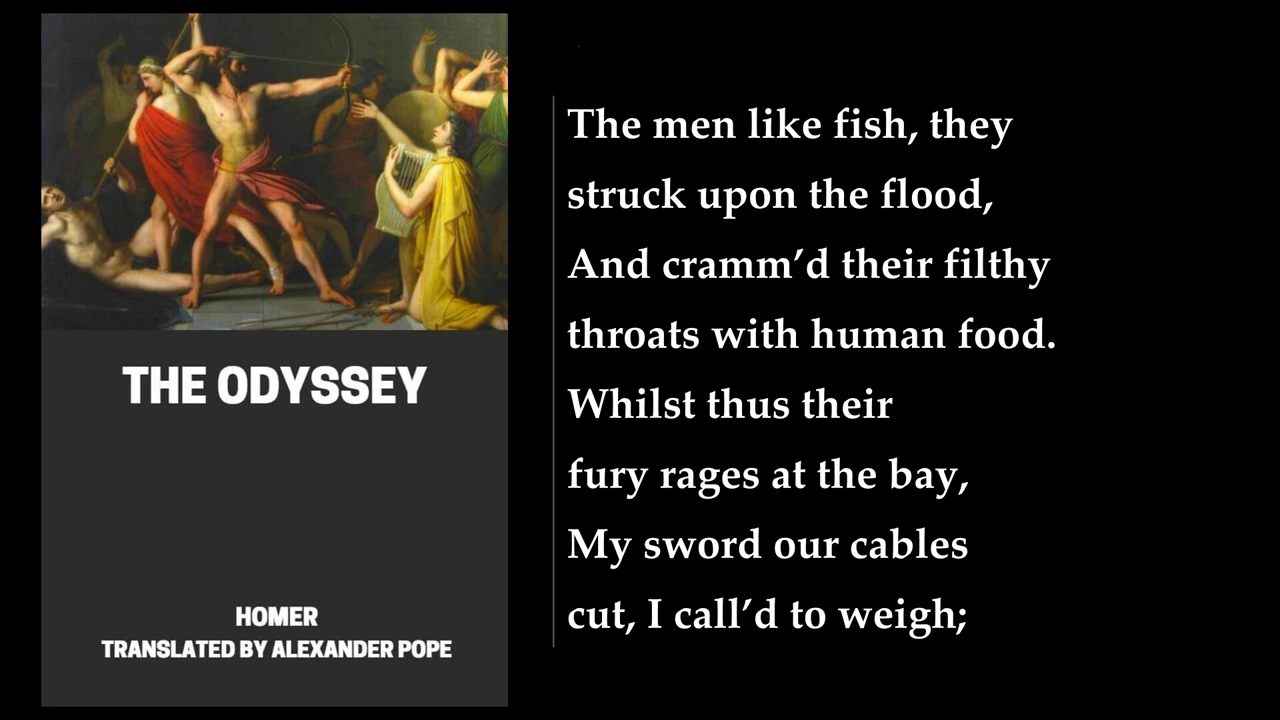 THE ODYSSEY
HOMER
TRANSLATED BY ALEXANDER POPE
The men like fish, they
struck upon the flood,
And cramm’d their filthy
throats with human food.
Whilst thus their
fury rages at the bay,
My sword our cables
cut, I call’d to weigh;